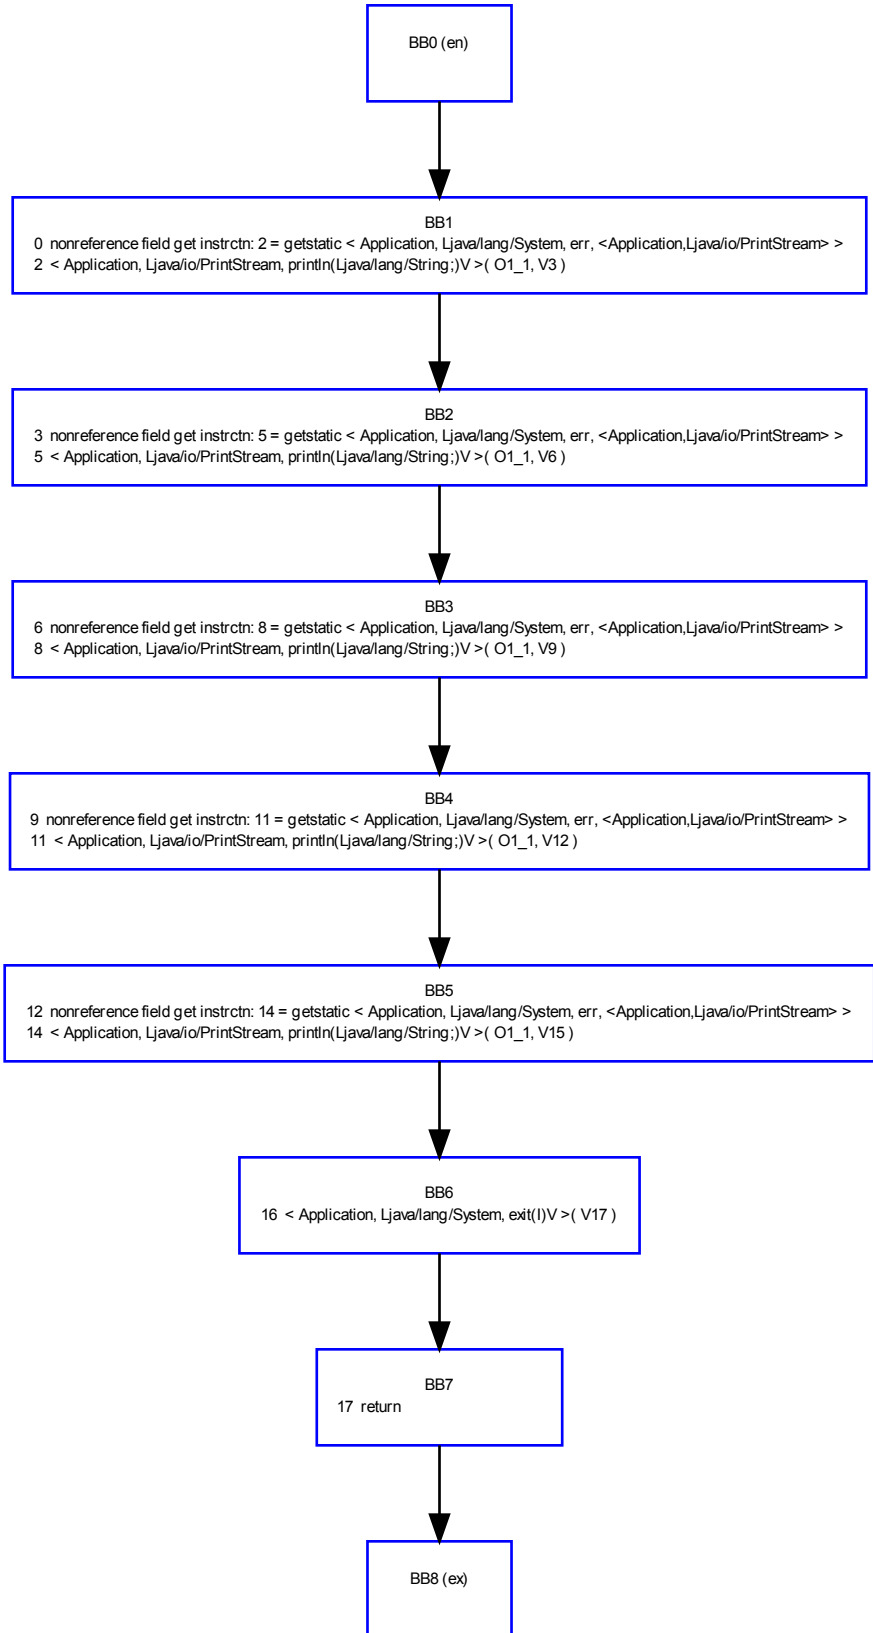 BB0 (en)
BB1
0 nonreference field get instrctn: 2 = getstatic < Application, Ljava/lang/System, err, <Application,Ljava/io/PrintStream> >
2 < Application, Ljava/io/PrintStream, println(Ljava/lang/String;)V >( O1_1, V3 )
BB2
3 nonreference field get instrctn: 5 = getstatic < Application, Ljava/lang/System, err, <Application,Ljava/io/PrintStream> >
5 < Application, Ljava/io/PrintStream, println(Ljava/lang/String;)V >( O1_1, V6 )
BB3
6 nonreference field get instrctn: 8 = getstatic < Application, Ljava/lang/System, err, <Application,Ljava/io/PrintStream> >
8 < Application, Ljava/io/PrintStream, println(Ljava/lang/String;)V >( O1_1, V9 )
BB4
9 nonreference field get instrctn: 11 = getstatic < Application, Ljava/lang/System, err, <Application,Ljava/io/PrintStream> >
11 < Application, Ljava/io/PrintStream, println(Ljava/lang/String;)V >( O1_1, V12 )
BB5
12 nonreference field get instrctn: 14 = getstatic < Application, Ljava/lang/System, err, <Application,Ljava/io/PrintStream> >
14 < Application, Ljava/io/PrintStream, println(Ljava/lang/String;)V >( O1_1, V15 )
BB6
16 < Application, Ljava/lang/System, exit(I)V >( V17 )
BB7
17 return
BB8 (ex)